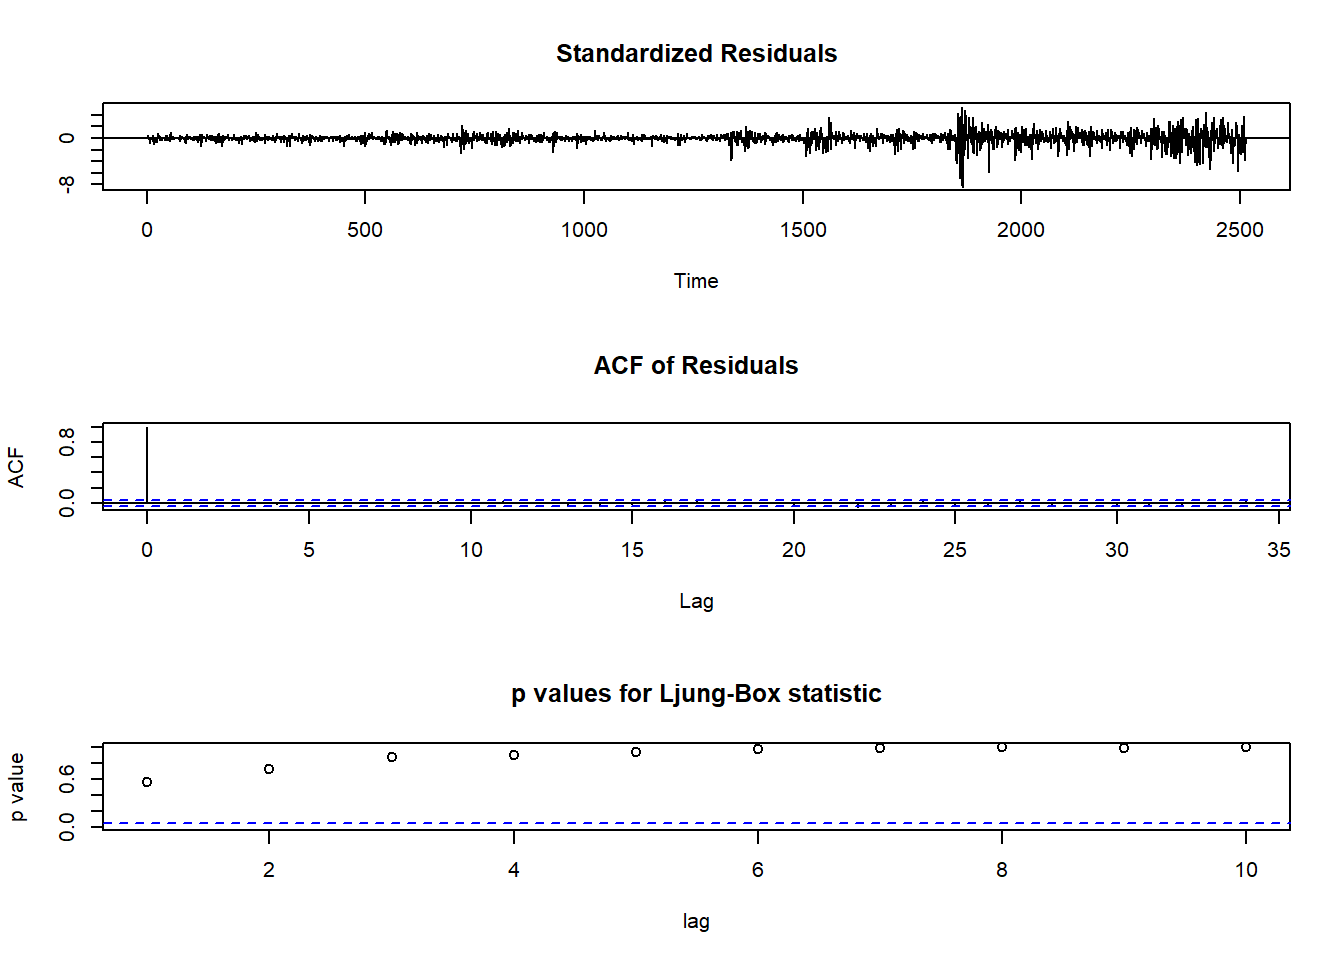 Standardized Residuals
0
-8
0 500 1000 1500 2000 2500
Time
ACF of Residuals
ACF
0.8
0.0
0 5 10 15 20 25 30 35
Lag
p values for Ljung-Box statistic
p value
0.6
0.0
2 4 6 8 10
lag